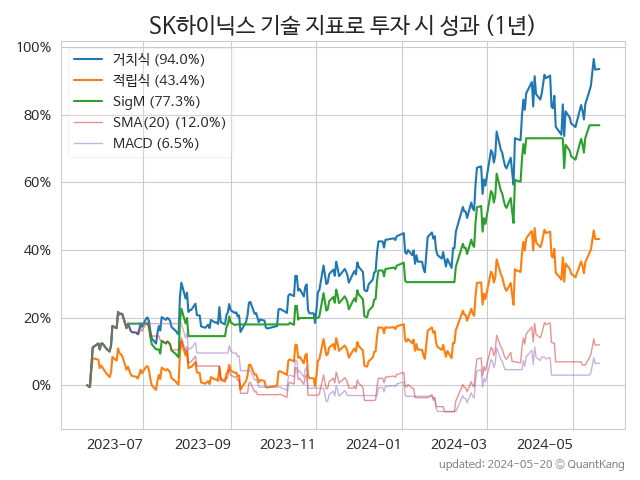 SK하이닉스 기술 지표로 투자 시 성과 (1년)
100%
80%
60%
40%
20%
0%
거치식 (94.0%)
적립식 (43.4%)
SigM (77.3%)
SMA(20) (12.0%)
MACD (6.5%)
2023-07 2023-09 2023-11 2024-01 2024-03 2024-05
updated: 2024-05-20 © QuantKang